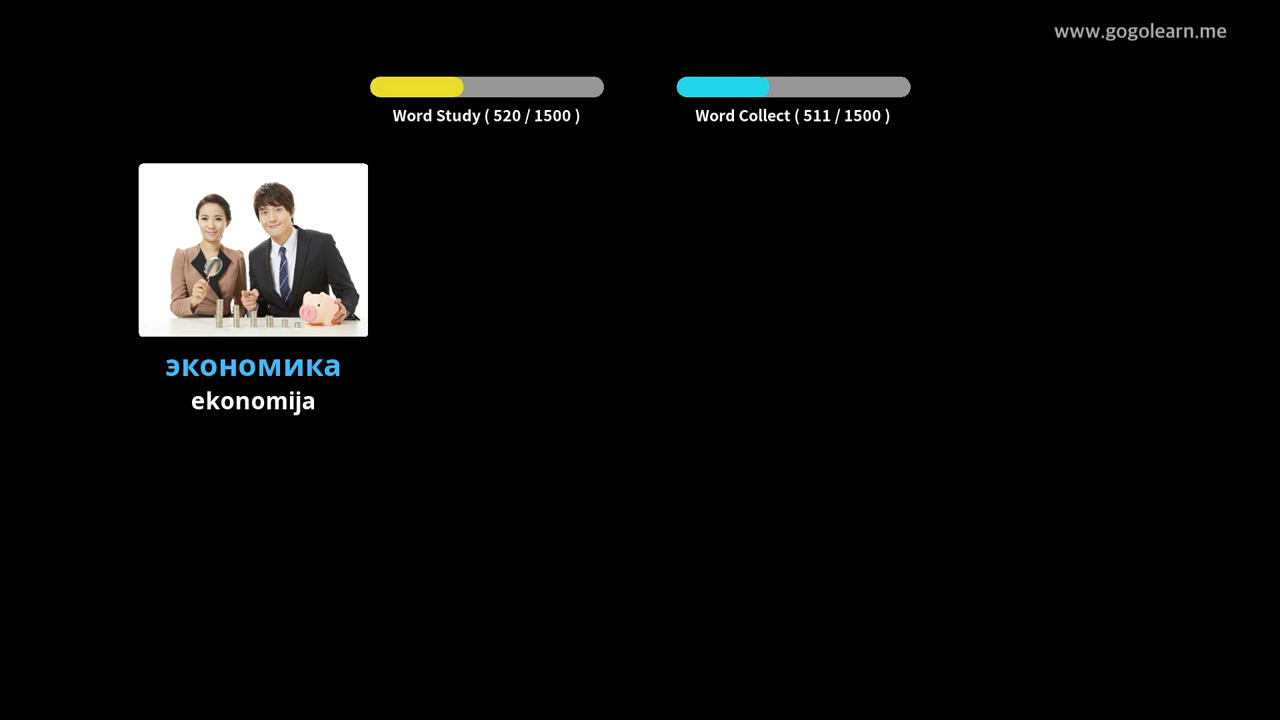 www.gogolearn.me
Word Study ( 520 / 1500 )
Word Collect ( 511 / 1500 )
экономика
ekonomija